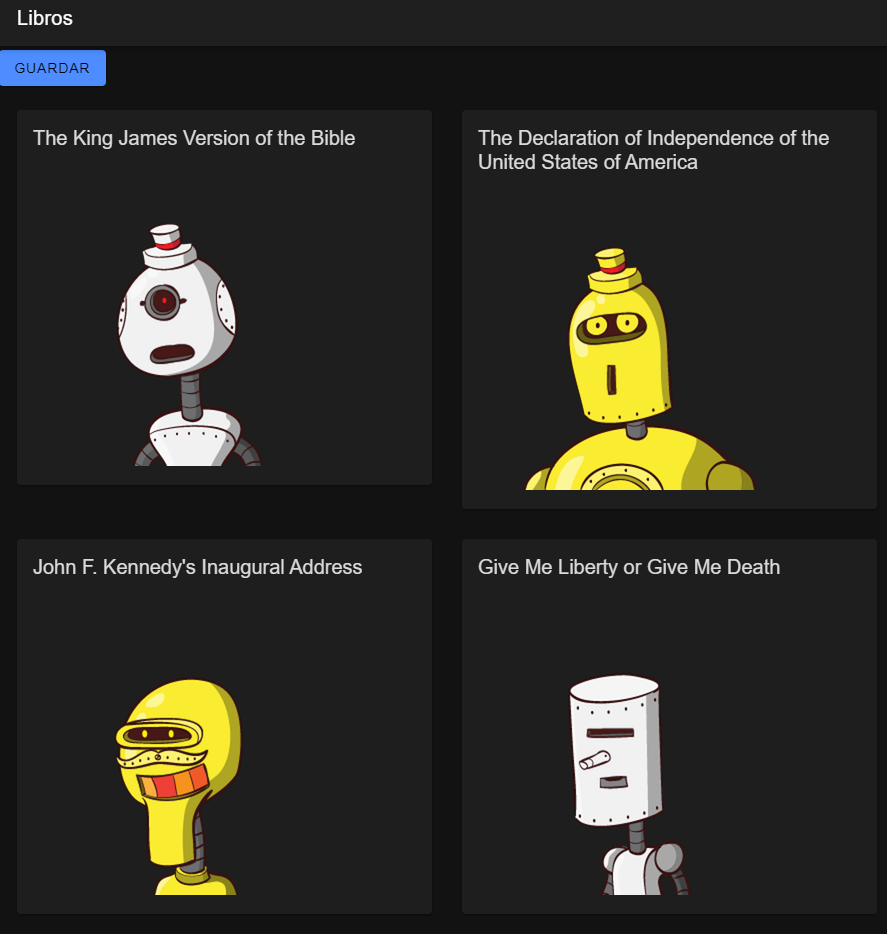 Libros
GUARDAR
The King James Version of the Bible
The Declaration of Independence of the
United States of America
John F. Kennedy's Inaugural Address
Give Me Liberty or Give Me Death